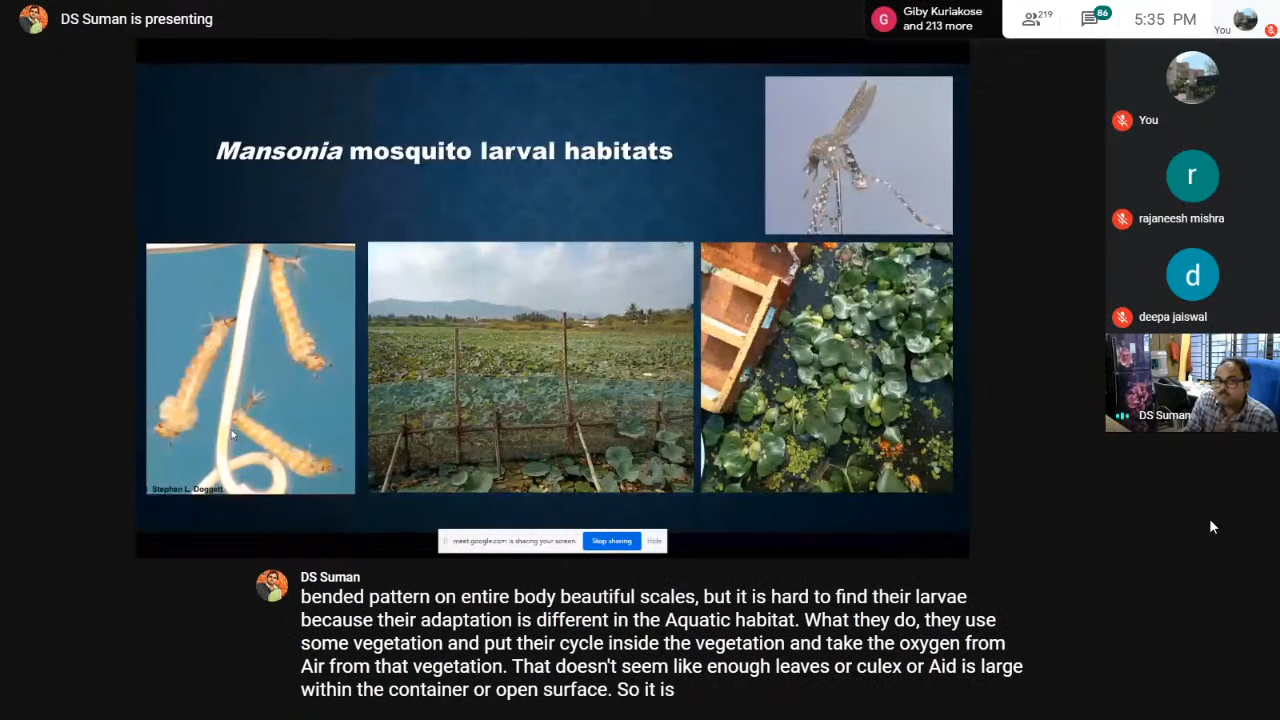 DS Suman is presenting
G
Giby Kuriakose
and 213 more
219
86
5:35 PM
You
You
r
rajaneesh mishra
d
deepa jaiswal
DS Suman
Mansonia mosquito larval habitats
Stephen L. Doggett
meet.google.com is sharing your screen.
Stop sharing
Hide
DS Suman
bended pattern on entire body beautiful scales, but it is hard to find their larvae
because their adaptation is different in the Aquatic habitat. What they do, they use
some vegetation and put their cycle inside the vegetation and take the oxygen from
Air from that vegetation. That doesn't seem like enough leaves or culex or Aid is large
within the container or open surface. So it is